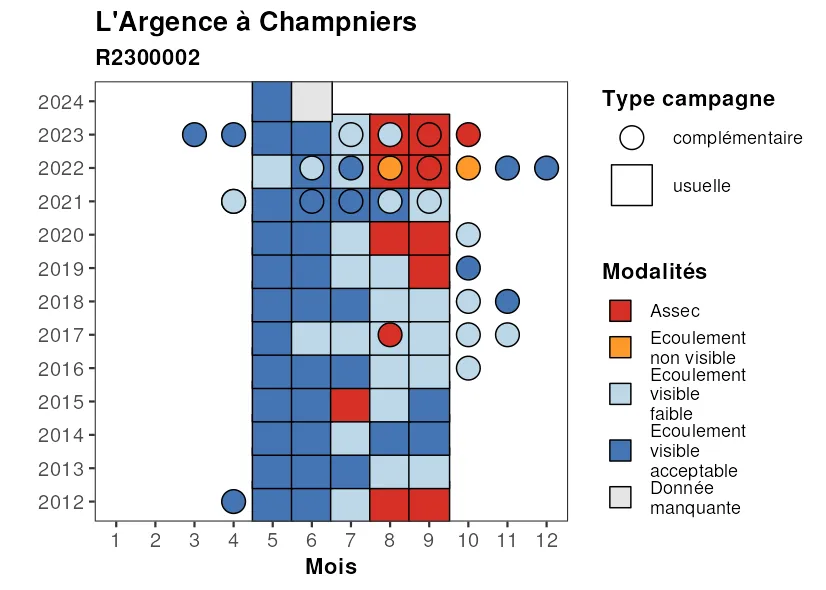 L'Argence à Champniers
R2300002
2024
2023
2022
2021
2020
2019
2018
2017
2016
2015
2014
2013
2012
1 2 3 4 5 6 7 8 9 10 11 12
Mois
Type campagne
complémentaire
usuelle
Modalités
Assec
Ecoulement
non visible
Ecoulement
visible
faible
Ecoulement
visible
acceptable
Donnée
manquante